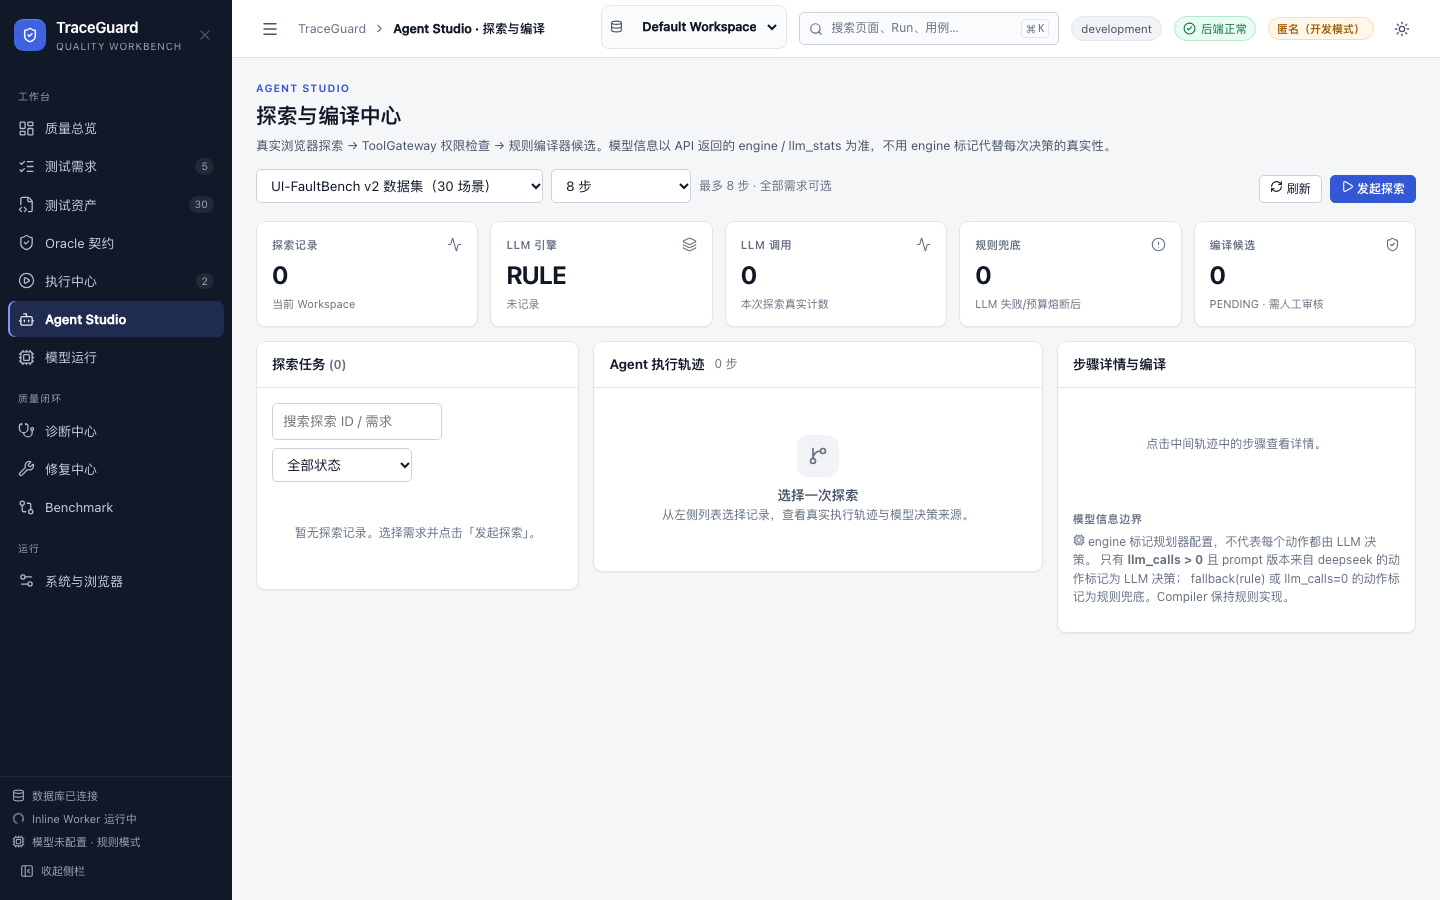 TraceGuard
QUALITY WORKBENCH
工作台
质量总览
测试需求 5
测试资产 30
Oracle 契约
执行中心 2
Agent Studio
模型运行
质量闭环
诊断中心
修复中心
Benchmark
运行
系统与浏览器
数据库已连接
Inline Worker 运行中
模型未配置 · 规则模式
收起侧栏
TraceGuard > Agent Studio · 探索与编译
Default Workspace
搜索页面、Run、用例... ⌘K
development
后端正常
匿名（开发模式）
AGENT STUDIO
探索与编译中心
真实浏览器探索 → ToolGateway 权限检查 → 规则编译器候选。模型信息以 API 返回的 engine / llm_stats 为准，不用 engine 标记代替每次决策的真实性。
UI-FaultBench v2 数据集（30 场景）
8 步
最多 8 步 · 全部需求可选
刷新
发起探索
探索记录
0
当前 Workspace
LLM 引擎
RULE
未记录
LLM 调用
0
本次探索真实计数
规则兜底
0
LLM 失败/预算熔断后
编译候选
0
PENDING · 需人工审核
探索任务 (0)
搜索探索 ID / 需求
全部状态
暂无探索记录。选择需求并点击「发起探索」。
Agent 执行轨迹 0 步
选择一次探索
从左侧列表选择记录，查看真实执行轨迹与模型决策来源。
步骤详情与编译
点击中间轨迹中的步骤查看详情。
模型信息边界
engine 标记规划器配置，不代表每个动作都由 LLM 决
策。 只有 llm_calls > 0 且 prompt 版本来自 deepseek 的动
作标记为 LLM 决策； fallback(rule) 或 llm_calls=0 的动作标
记为规则兜底。Compiler 保持规则实现。